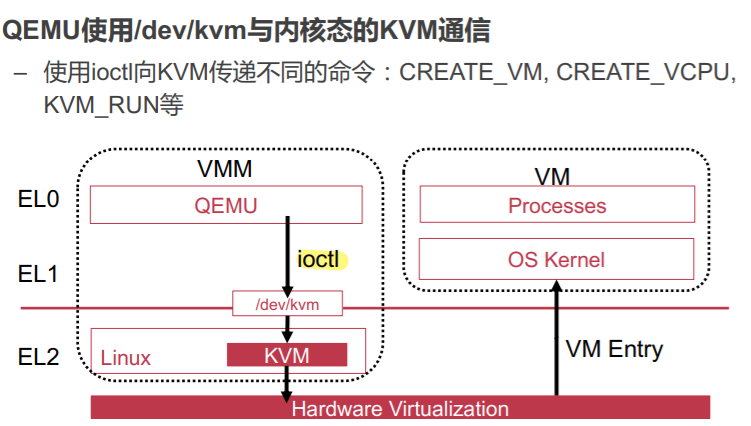 QEMU使用/dev/kvm与内核态的KVM通信
– 使用ioctl向KVM传递不同的命令：CREATE_VM, CREATE_VCPU,
KVM_RUN等
VMM
VM
EL0
QEMU
Processes
ioctl
OS Kernel
EL1
/dev/kvm
EL2
Linux
KVM
VM Entry
Hardware Virtualization